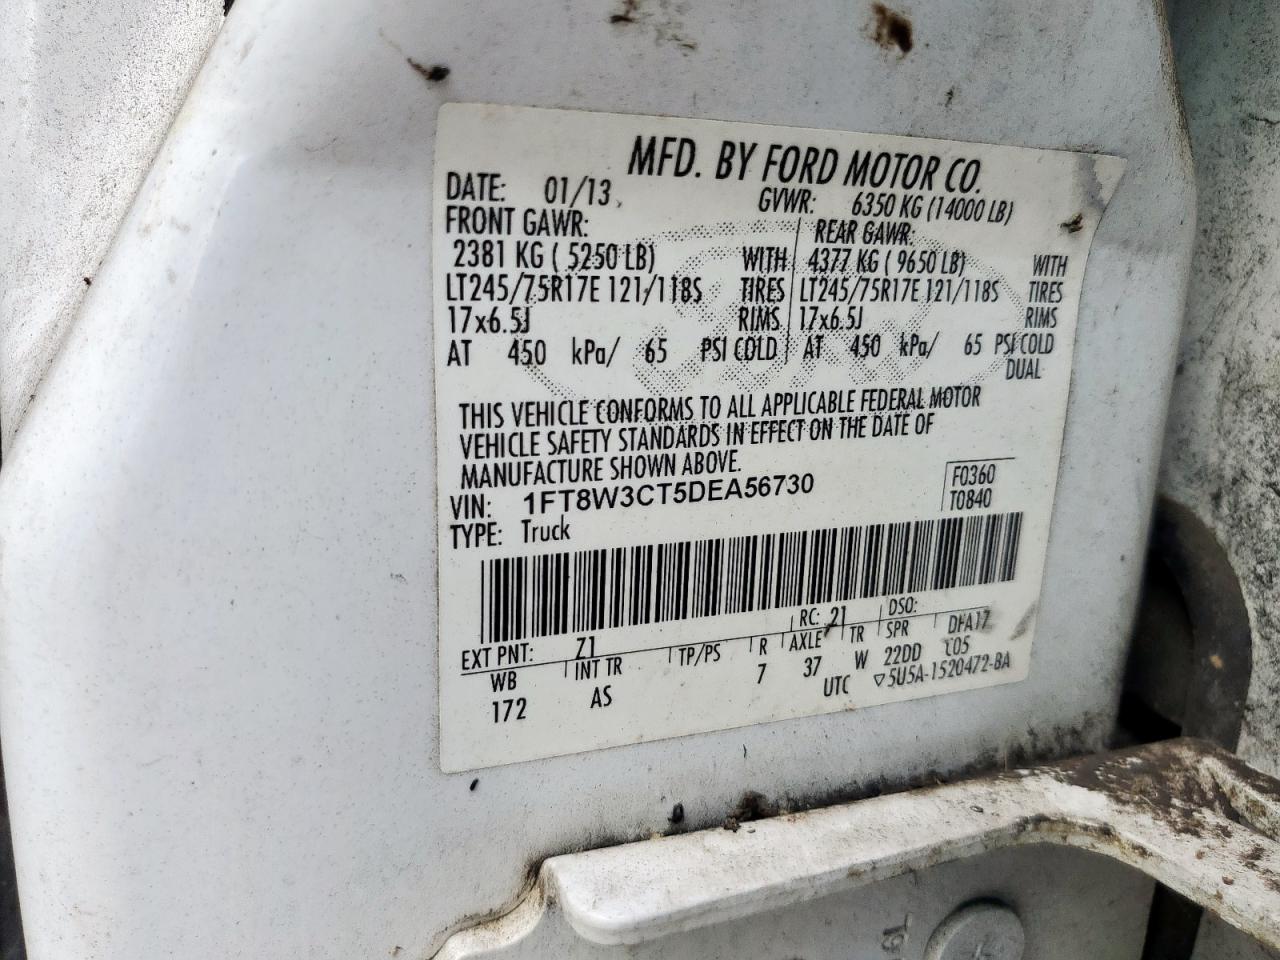 MFD. BY FORD MOTOR CO.
DATE: 01/13 GVWR: 6350 KG (14000 LB)
FRONT GAWR: REAR GAWR:
2381 KG ( 5250 LB) WITH 4377 KG ( 9650 LB) WITH
LT245/75R17E 121/118S TIRES LT245/75R17E 121/118S TIRES
17x6.5J RIMS 17x6.5J RIMS
AT 450 kPa/ 65 PSI COLD AT 450 kPa/ 65 PSI COLD
DUAL
THIS VEHICLE CONFORMS TO ALL APPLICABLE FEDERAL MOTOR
VEHICLE SAFETY STANDARDS IN EFFECT ON THE DATE OF
MANUFACTURE SHOWN ABOVE.
VIN: 1FT8W3CT5DEA56730 F0360
TYPE: Truck T0840
EXT PNT: Z1 RC: 21 DSO:
WB INT TR TP/PS R AXLE TR SPR DFA17
172 AS 7 37 W 22DD C05
UTC ▽5U5A-1520472-BA
19